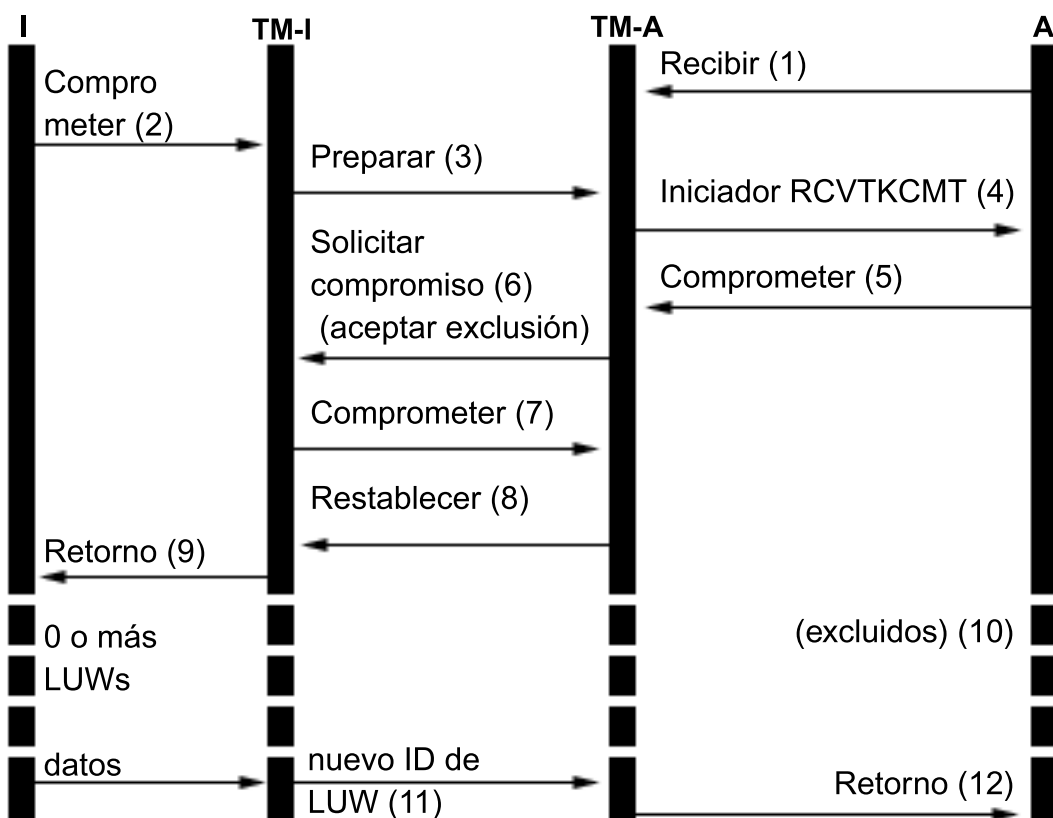 I
TM-I
TM-A
A
Recibir (1)
Compro
meter (2)
Preparar (3)
Iniciador RCVTKCMT (4)
Solicitar
compromiso (6)
(aceptar exclusión)
Comprometer (5)
Comprometer (7)
Restablecer (8)
Retorno (9)
0 o más
LUWs
(excluidos) (10)
datos
nuevo ID de
LUW (11)
Retorno (12)